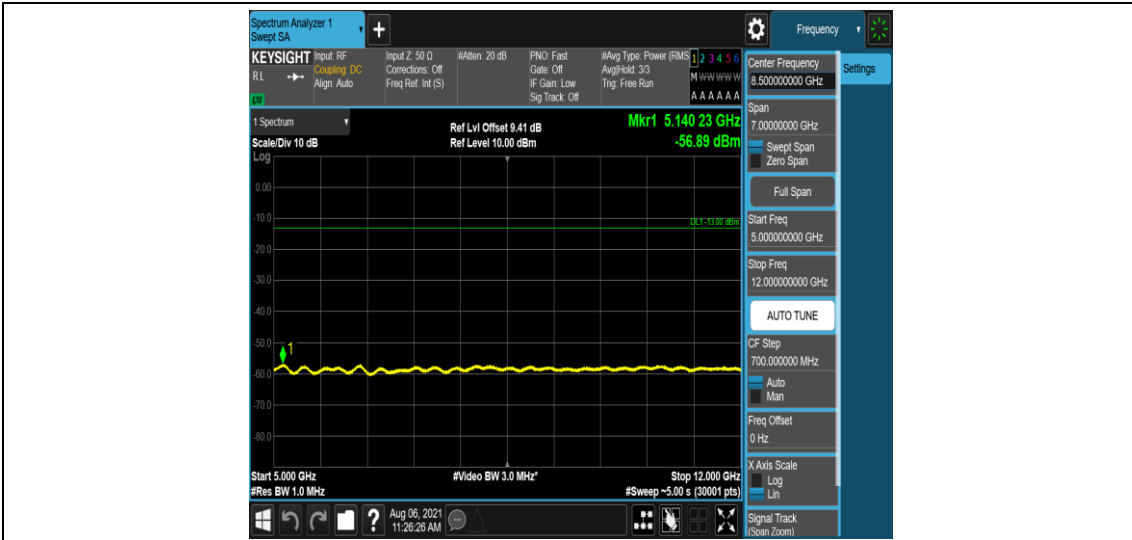 Spectrum Analyzer 1
Swept SA
+
Frequency
KEYSIGHT
RL
LXI
Input: RF
Coupling: DC
Align: Auto
Input Z: 50 Ω
Corrections: Off
Freq Ref: Int (S)
#Atten: 20 dB
PNO: Fast
Gate: Off
IF Gain: Low
Sig Track: Off
#Avg Type: Power (RMS
Avg|Hold: 3/3
Trig: Free Run
1 2 3 4 5 6
M W W W W W
A A A A A A
1 Spectrum
Scale/Div 10 dB
Ref Lvl Offset 9.41 dB
Ref Level 10.00 dBm
Mkr1 5.140 23 GHz
-56.89 dBm
Log
0.00
-10.0
-20.0
-30.0
-40.0
-50.0
-60.0
-70.0
-80.0
DL1 -13.00 dBm
1
Start 5.000 GHz
#Res BW 1.0 MHz
#Video BW 3.0 MHz*
Stop 12.000 GHz
#Sweep ~5.00 s (30001 pts)
?
Aug 06, 2021
11:26:26 AM
Center Frequency
8.500000000 GHz
Settings
Span
7.00000000 GHz
Swept Span
Zero Span
Full Span
Start Freq
5.000000000 GHz
Stop Freq
12.000000000 GHz
AUTO TUNE
CF Step
700.000000 MHz
Auto
Man
Freq Offset
0 Hz
X Axis Scale
Log
Lin
Signal Track
(Span Zoom)